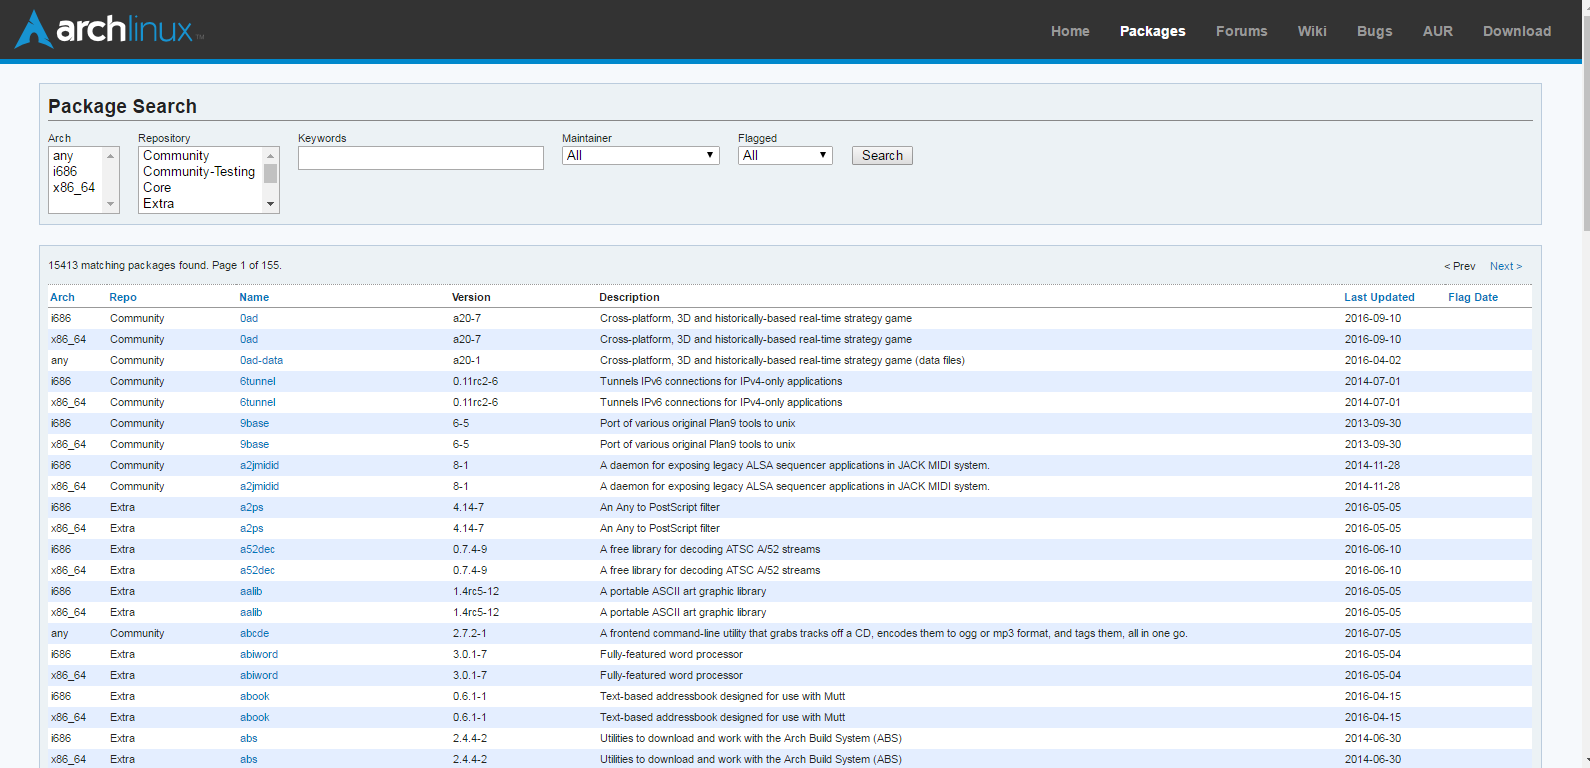 archlinux™
Home Packages Forums Wiki Bugs AUR Download
Package Search
Arch Repository Keywords Maintainer Flagged
any Community All All Search
i686 Community-Testing
x86_64 Core
Extra
15413 matching packages found. Page 1 of 155. < Prev Next >
Arch Repo Name Version Description Last Updated Flag Date
i686 Community 0ad a20-7 Cross-platform, 3D and historically-based real-time strategy game 2016-09-10
x86_64 Community 0ad a20-7 Cross-platform, 3D and historically-based real-time strategy game 2016-09-10
any Community 0ad-data a20-1 Cross-platform, 3D and historically-based real-time strategy game (data files) 2016-04-02
i686 Community 6tunnel 0.11rc2-6 Tunnels IPv6 connections for IPv4-only applications 2014-07-01
x86_64 Community 6tunnel 0.11rc2-6 Tunnels IPv6 connections for IPv4-only applications 2014-07-01
i686 Community 9base 6-5 Port of various original Plan9 tools to unix 2013-09-30
x86_64 Community 9base 6-5 Port of various original Plan9 tools to unix 2013-09-30
i686 Community a2jmidid 8-1 A daemon for exposing legacy ALSA sequencer applications in JACK MIDI system. 2014-11-28
x86_64 Community a2jmidid 8-1 A daemon for exposing legacy ALSA sequencer applications in JACK MIDI system. 2014-11-28
i686 Extra a2ps 4.14-7 An Any to PostScript filter 2016-05-05
x86_64 Extra a2ps 4.14-7 An Any to PostScript filter 2016-05-05
i686 Extra a52dec 0.7.4-9 A free library for decoding ATSC A/52 streams 2016-06-10
x86_64 Extra a52dec 0.7.4-9 A free library for decoding ATSC A/52 streams 2016-06-10
i686 Extra aalib 1.4rc5-12 A portable ASCII art graphic library 2016-05-05
x86_64 Extra aalib 1.4rc5-12 A portable ASCII art graphic library 2016-05-05
any Community abcde 2.7.2-1 A frontend command-line utility that grabs tracks off a CD, encodes them to ogg or mp3 format, and tags them, all in one go. 2016-07-05
i686 Extra abiword 3.0.1-7 Fully-featured word processor 2016-05-04
x86_64 Extra abiword 3.0.1-7 Fully-featured word processor 2016-05-04
i686 Extra abook 0.6.1-1 Text-based addressbook designed for use with Mutt 2016-04-15
x86_64 Extra abook 0.6.1-1 Text-based addressbook designed for use with Mutt 2016-04-15
i686 Extra abs 2.4.4-2 Utilities to download and work with the Arch Build System (ABS) 2014-06-30
x86_64 Extra abs 2.4.4-2 Utilities to download and work with the Arch Build System (ABS) 2014-06-30